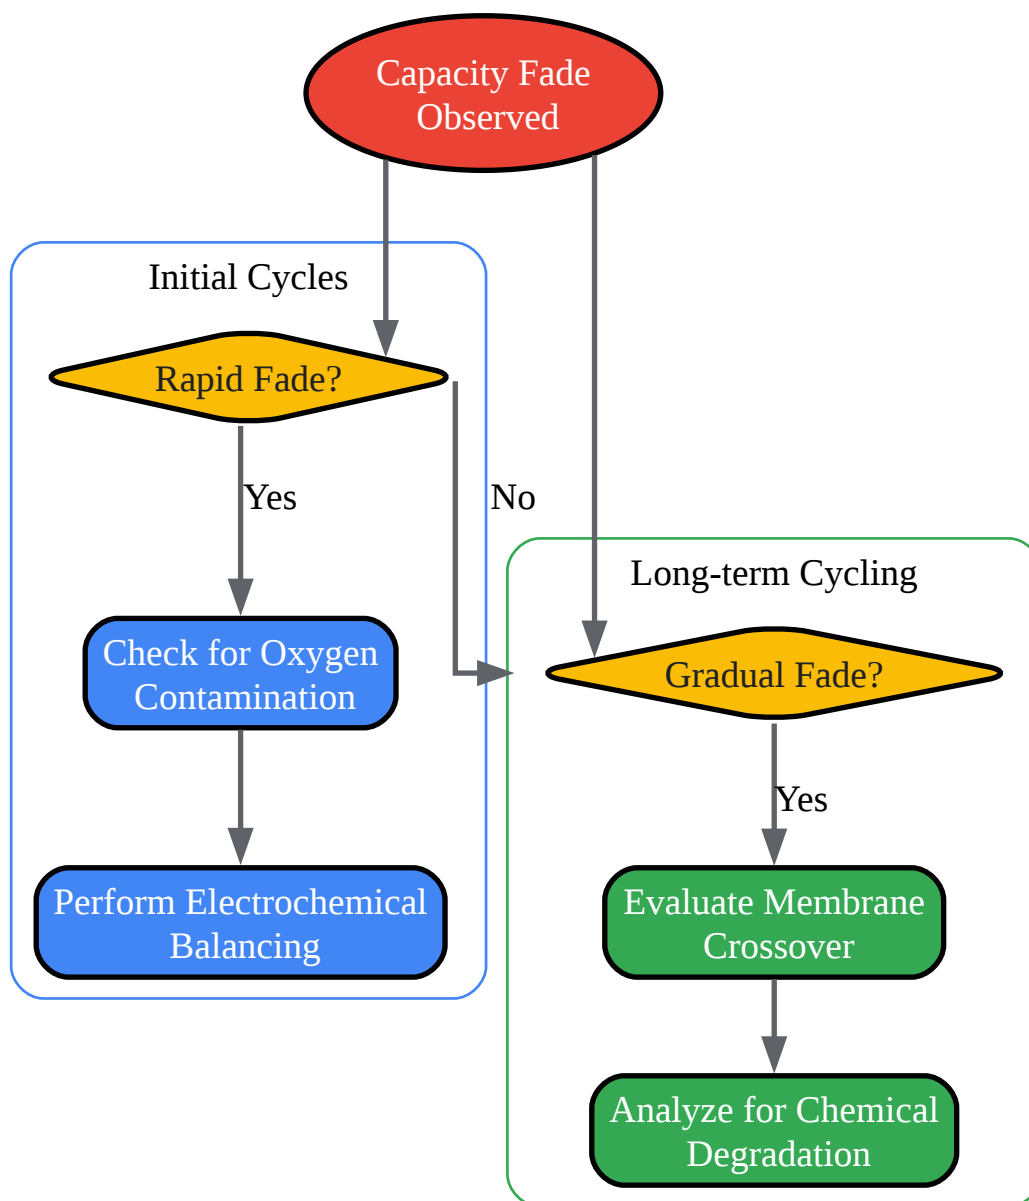 Capacity Fade
Observed
Initial Cycles
Rapid Fade?
Yes
No
Check for Oxygen
Contamination
Perform Electrochemical
Balancing
Long-term Cycling
Gradual Fade?
Yes
Evaluate Membrane
Crossover
Analyze for Chemical
Degradation